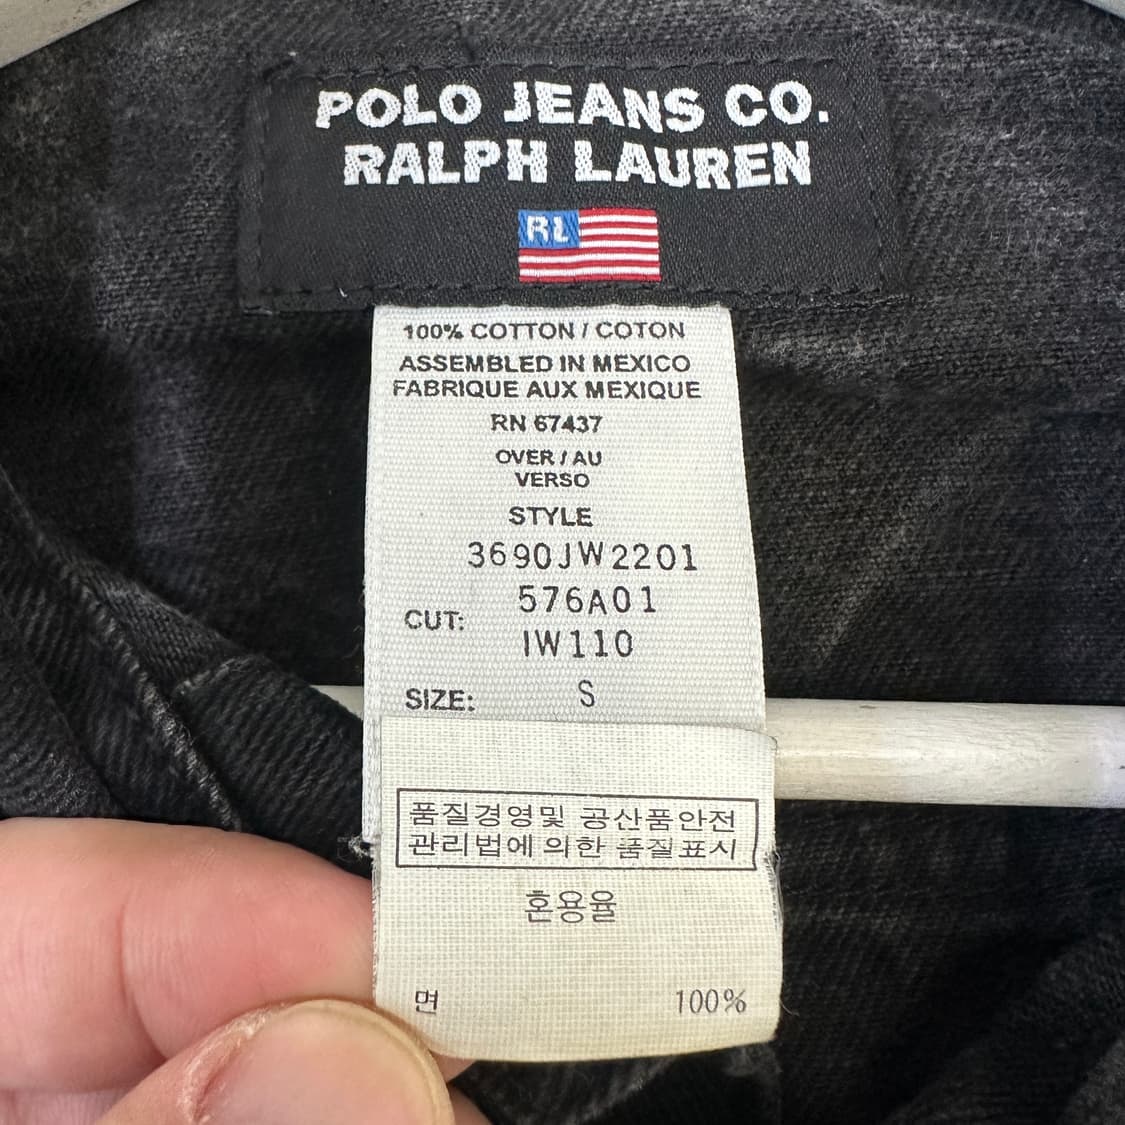 POLO JEANS CO.
RALPH LAUREN
RL
100% COTTON / COTON
ASSEMBLED IN MEXICO
FABRIQUE AUX MEXIQUE
RN 67437
OVER / AU
VERSO
STYLE
3690JW2201
576A01
CUT:
IW110
SIZE: S
품질경영및 공산품안전
관리법에 의한 품질표시
혼용율
면 100%